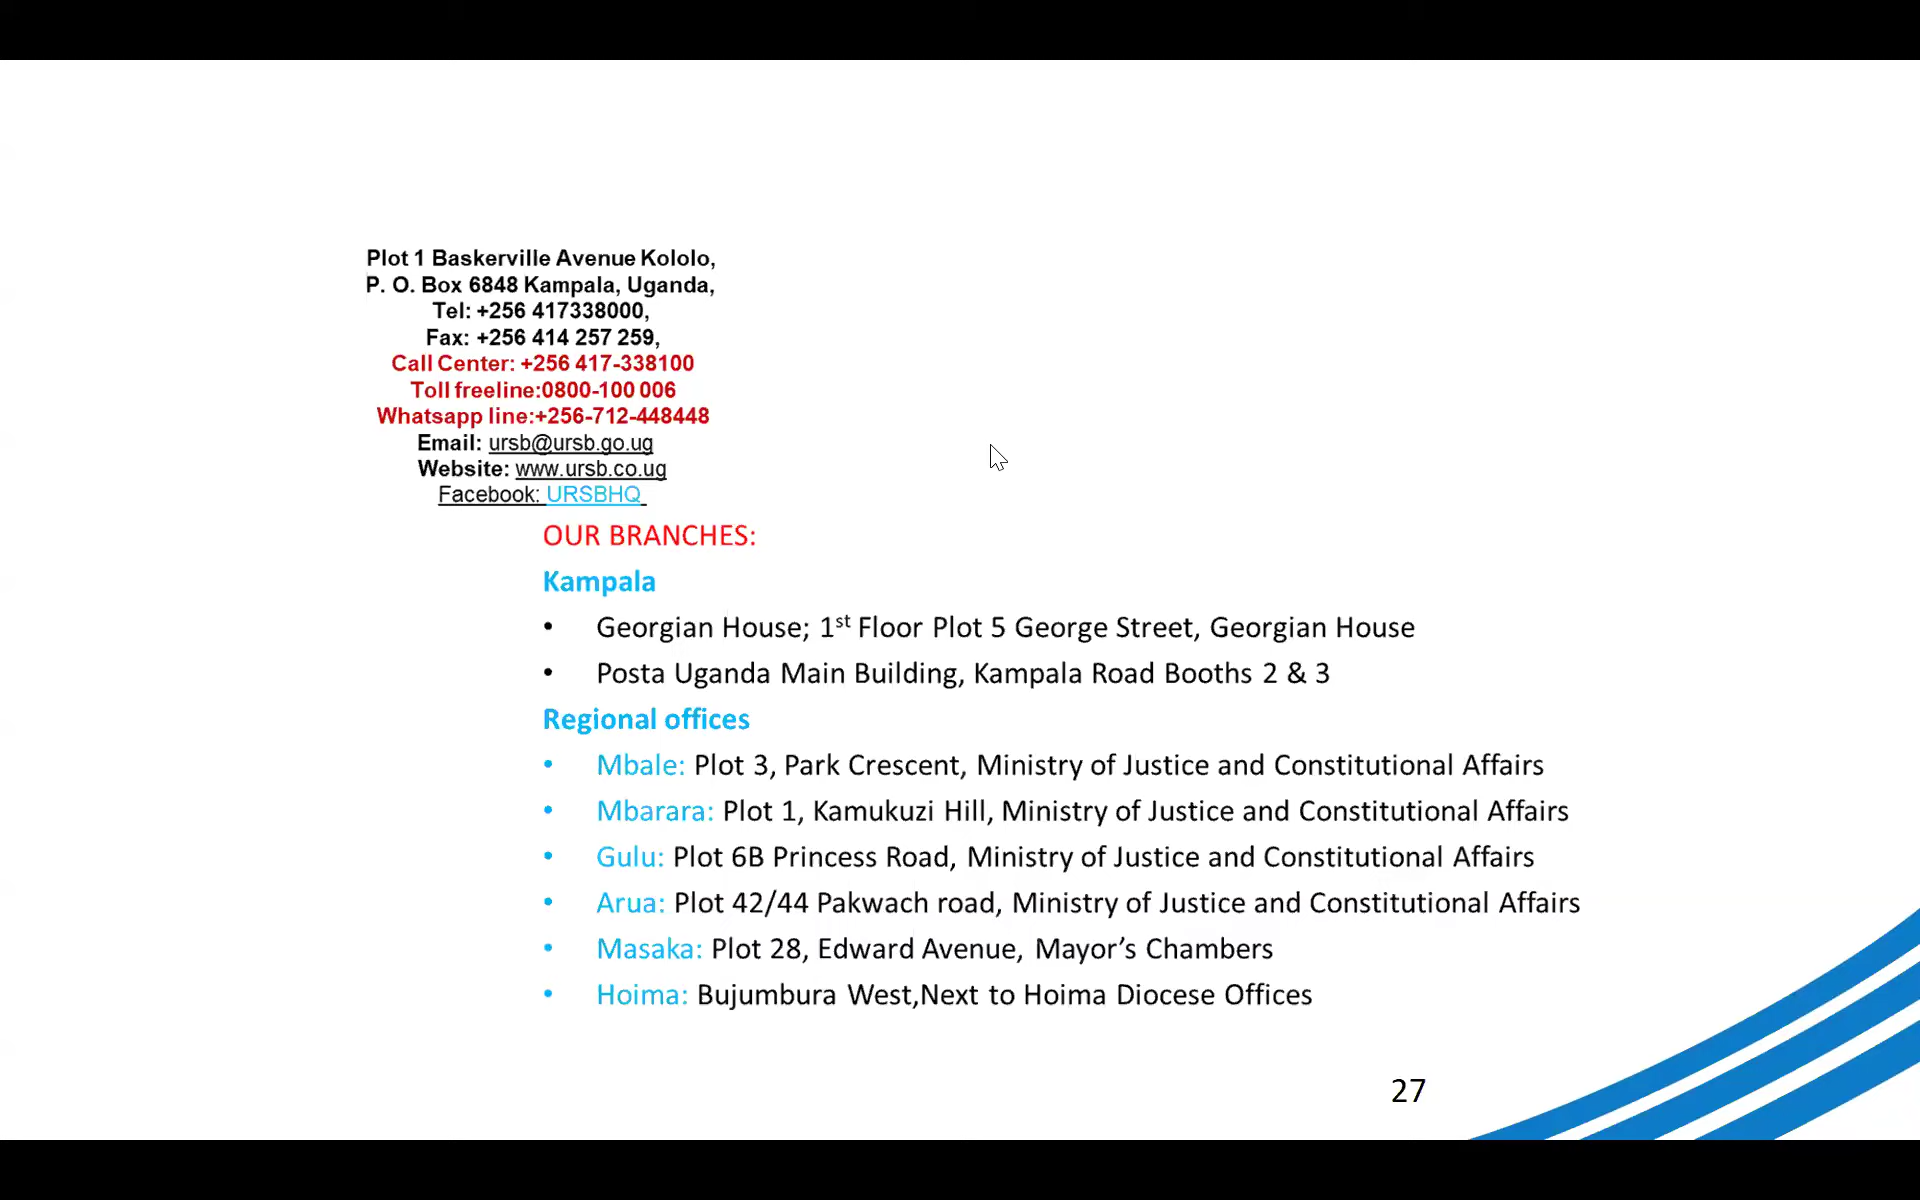 Plot 1 Baskerville Avenue Kololo,
P. O. Box 6848 Kampala, Uganda,
Tel: +256 417338000,
Fax: +256 414 257 259,
Call Center: +256 417-338100
Toll freeline:0800-100 006
Whatsapp line:+256-712-448448
Email: ursb@ursb.go.ug
Website: www.ursb.co.ug
Facebook: URSBHQ
OUR BRANCHES:
Kampala
• Georgian House; 1st Floor Plot 5 George Street, Georgian House
• Posta Uganda Main Building, Kampala Road Booths 2 & 3
Regional offices
• Mbale: Plot 3, Park Crescent, Ministry of Justice and Constitutional Affairs
• Mbarara: Plot 1, Kamukuzi Hill, Ministry of Justice and Constitutional Affairs
• Gulu: Plot 6B Princess Road, Ministry of Justice and Constitutional Affairs
• Arua: Plot 42/44 Pakwach road, Ministry of Justice and Constitutional Affairs
• Masaka: Plot 28, Edward Avenue, Mayor’s Chambers
• Hoima: Bujumbura West,Next to Hoima Diocese Offices
27